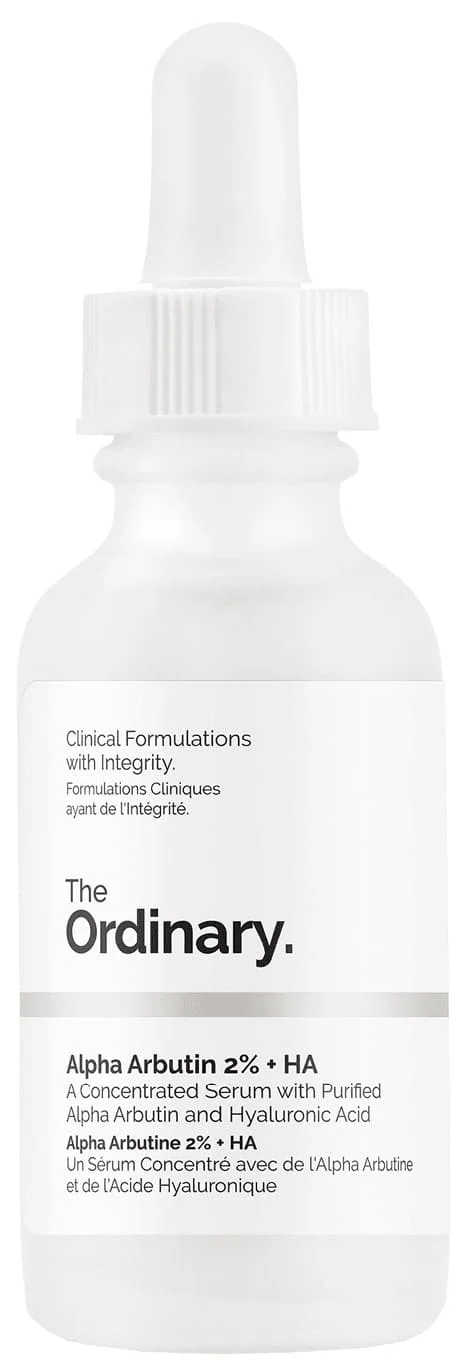 Clinical Formulations
with Integrity.
Formulations Cliniques
ayant de l'Intégrité.
The
Ordinary.
Alpha Arbutin 2% + HA
A Concentrated Serum with Purified
Alpha Arbutin and Hyaluronic Acid
Alpha Arbutine 2% + HA
Un Sérum Concentré avec de l'Alpha Arbutine
et de l'Acide Hyaluronique